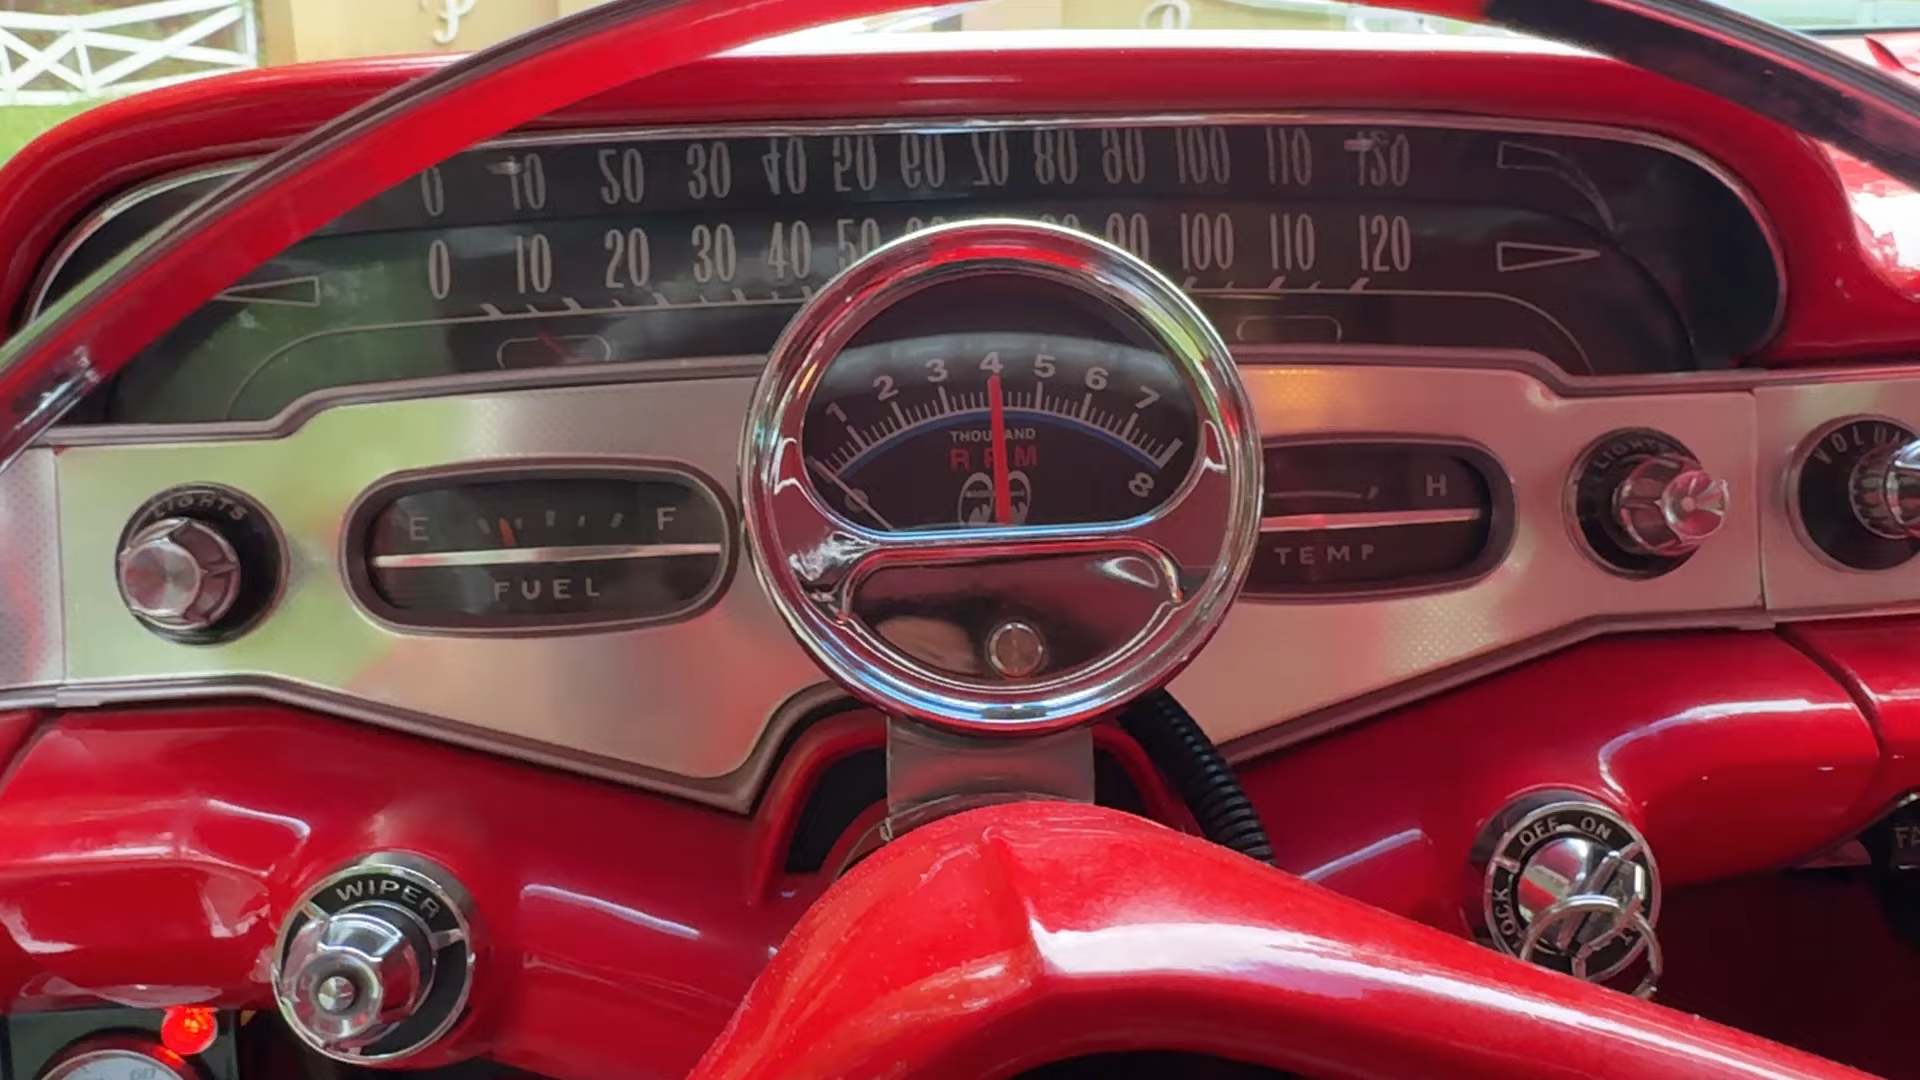 0 10 20 30 40 50 60 70 80 90 100 110 120
0 10 20 30 40 50 90 100 110 120
1 2 3 4 5 6 7 8
THOUSAND
RPM
LIGHTS
E F
FUEL
H
TEMP
LIGHTS
WIPER
LOCK OFF ON